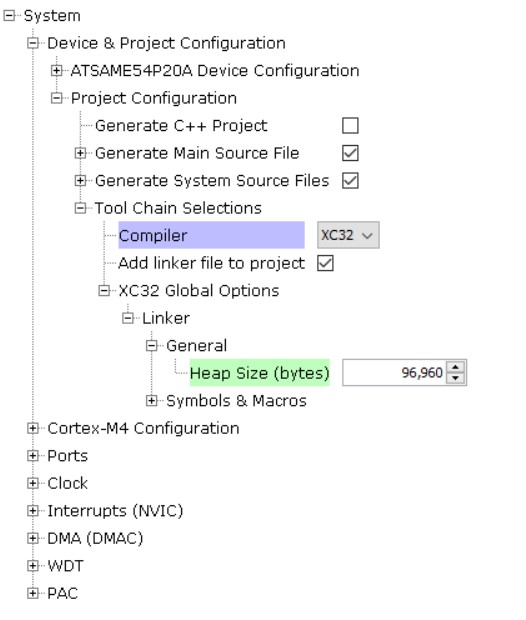 System
Device & Project Configuration
ATSAME54P20A Device Configuration
Project Configuration
Generate C++ Project
Generate Main Source File
Generate System Source Files
Tool Chain Selections
Compiler XC32
Add linker file to project
XC32 Global Options
Linker
General
Heap Size (bytes) 96,960
Symbols & Macros
Cortex-M4 Configuration
Ports
Clock
Interrupts (NVIC)
DMA (DMAC)
WDT
PAC